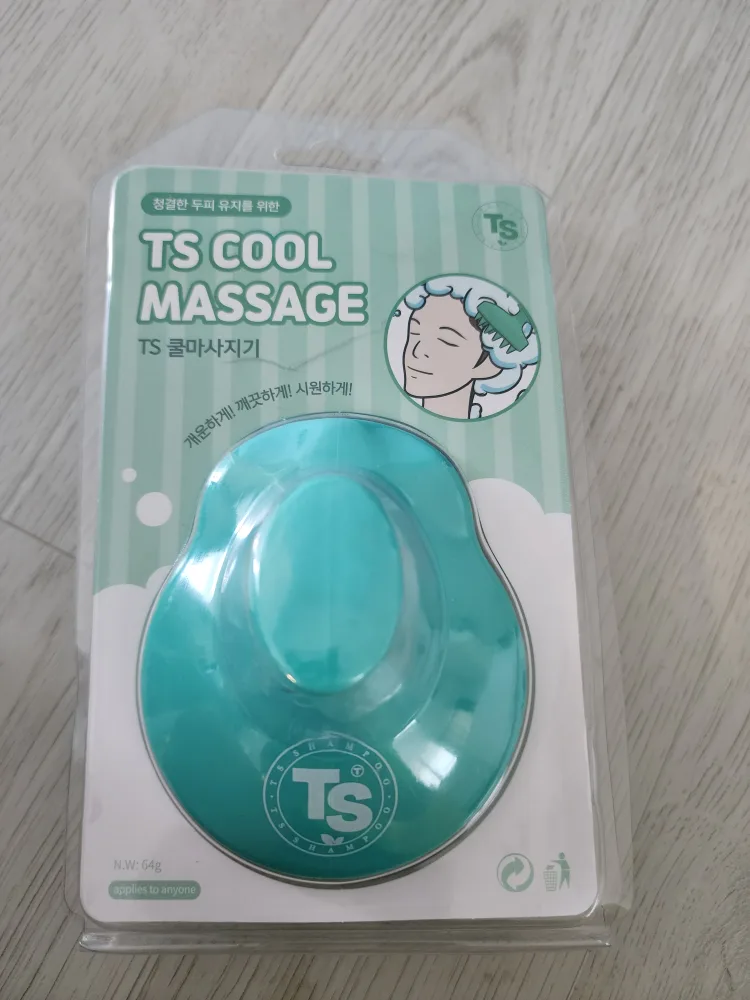 청결한 두피 유지를 위한
TS
TS COOL
MASSAGE
TS 쿨마사지기
개운하게! 깨끗하게! 시원하게!
TS SHAMPOO
TS
T
TS SHAMPOO
N.W: 64g
applies to anyone